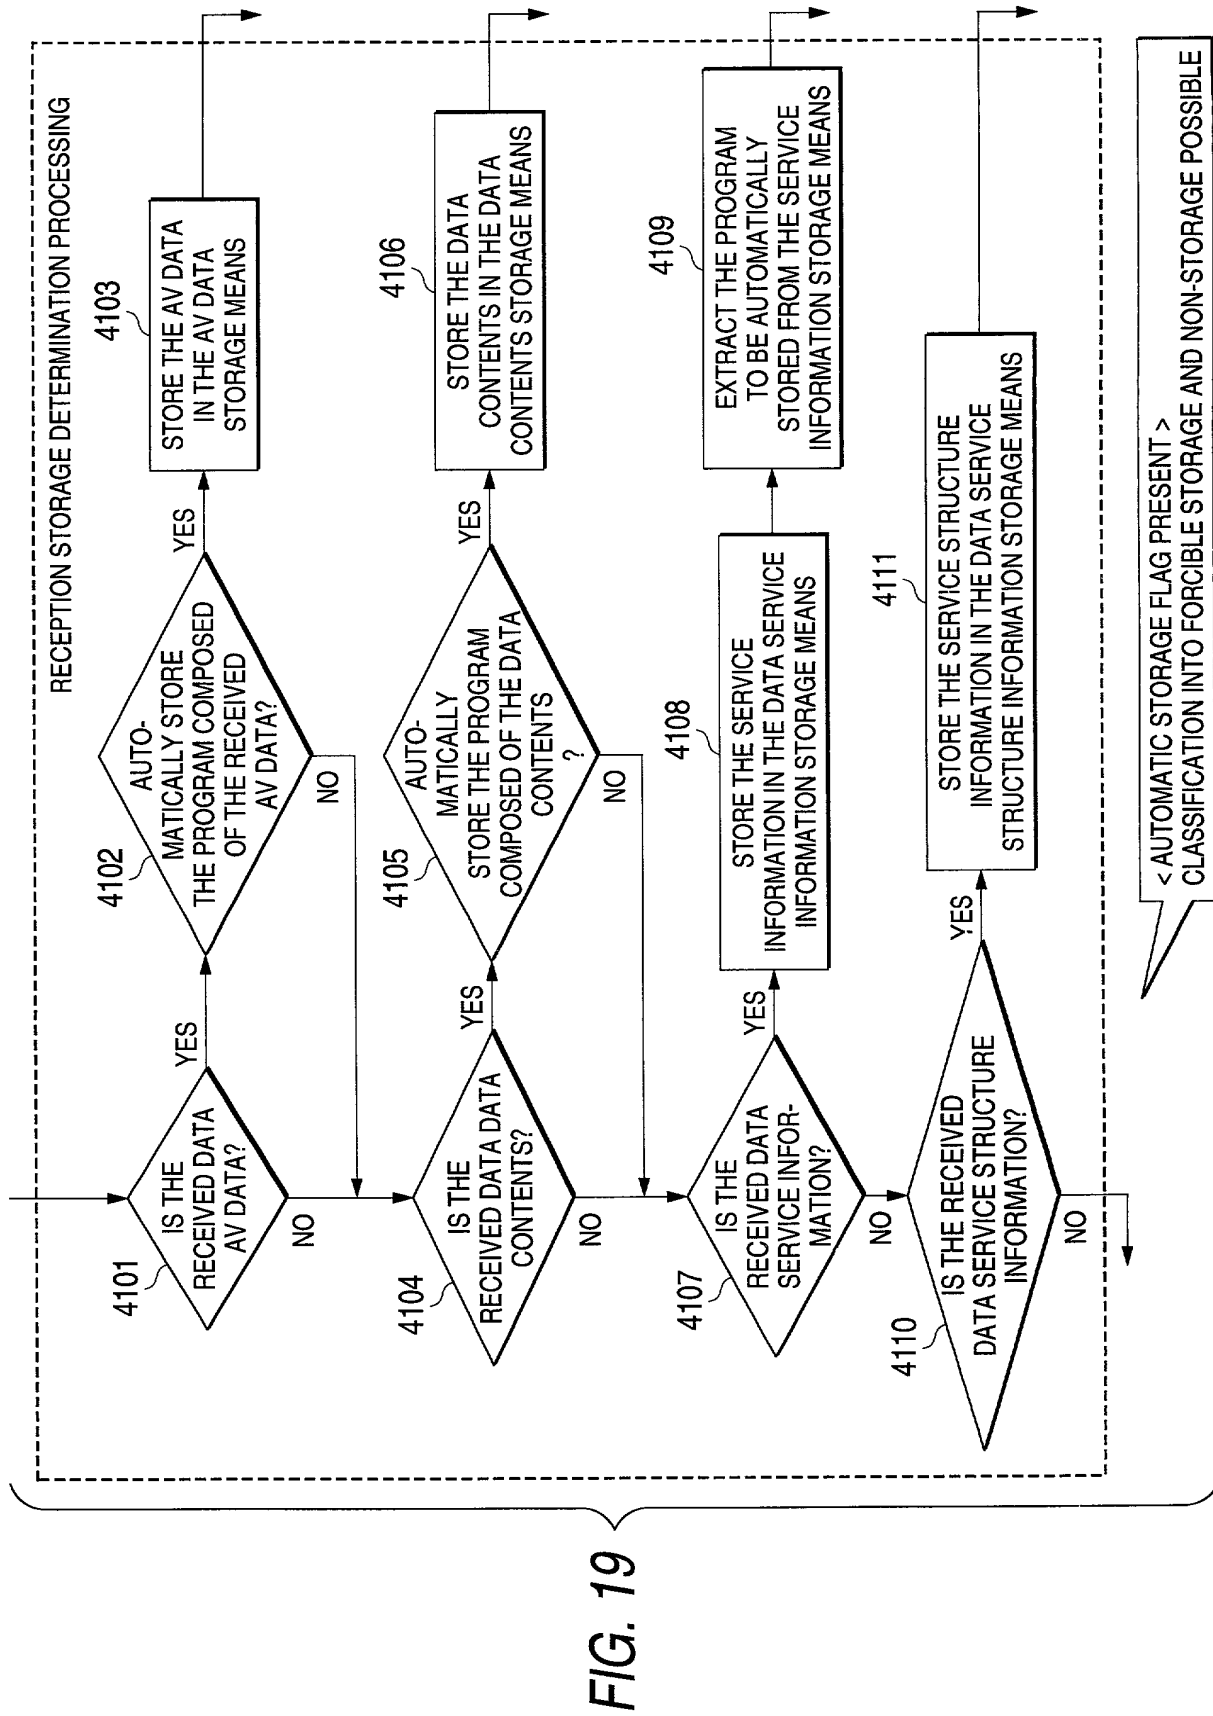 FIG. 19
RECEPTION STORAGE DETERMINATION PROCESSING
4101
IS THE
RECEIVED DATA
AV DATA?
YES
NO
4102
AUTO-
MATICALLY STORE
THE PROGRAM COMPOSED
OF THE RECEIVED
AV DATA?
YES
NO
4103
STORE THE AV DATA
IN THE AV DATA
STORAGE MEANS
4104
IS THE
RECEIVED DATA DATA
CONTENTS?
YES
NO
4105
AUTO-
MATICALLY
STORE THE PROGRAM
COMPOSED OF THE DATA
CONTENTS
?
YES
NO
4106
STORE THE DATA
CONTENTS IN THE DATA
CONTENTS STORAGE MEANS
4107
IS THE
RECEIVED DATA
SERVICE INFOR-
MATION?
YES
NO
4108
STORE THE SERVICE
INFORMATION IN THE DATA SERVICE
INFORMATION STORAGE MEANS
4109
EXTRACT THE PROGRAM
TO BE AUTOMATICALLY
STORED FROM THE SERVICE
INFORMATION STORAGE MEANS
4110
IS THE RECEIVED
DATA SERVICE STRUCTURE
INFORMATION?
YES
NO
4111
STORE THE SERVICE STRUCTURE
INFORMATION IN THE DATA SERVICE
STRUCTURE INFORMATION STORAGE MEANS
< AUTOMATIC STORAGE FLAG PRESENT >
CLASSIFICATION INTO FORCIBLE STORAGE AND NON-STORAGE POSSIBLE